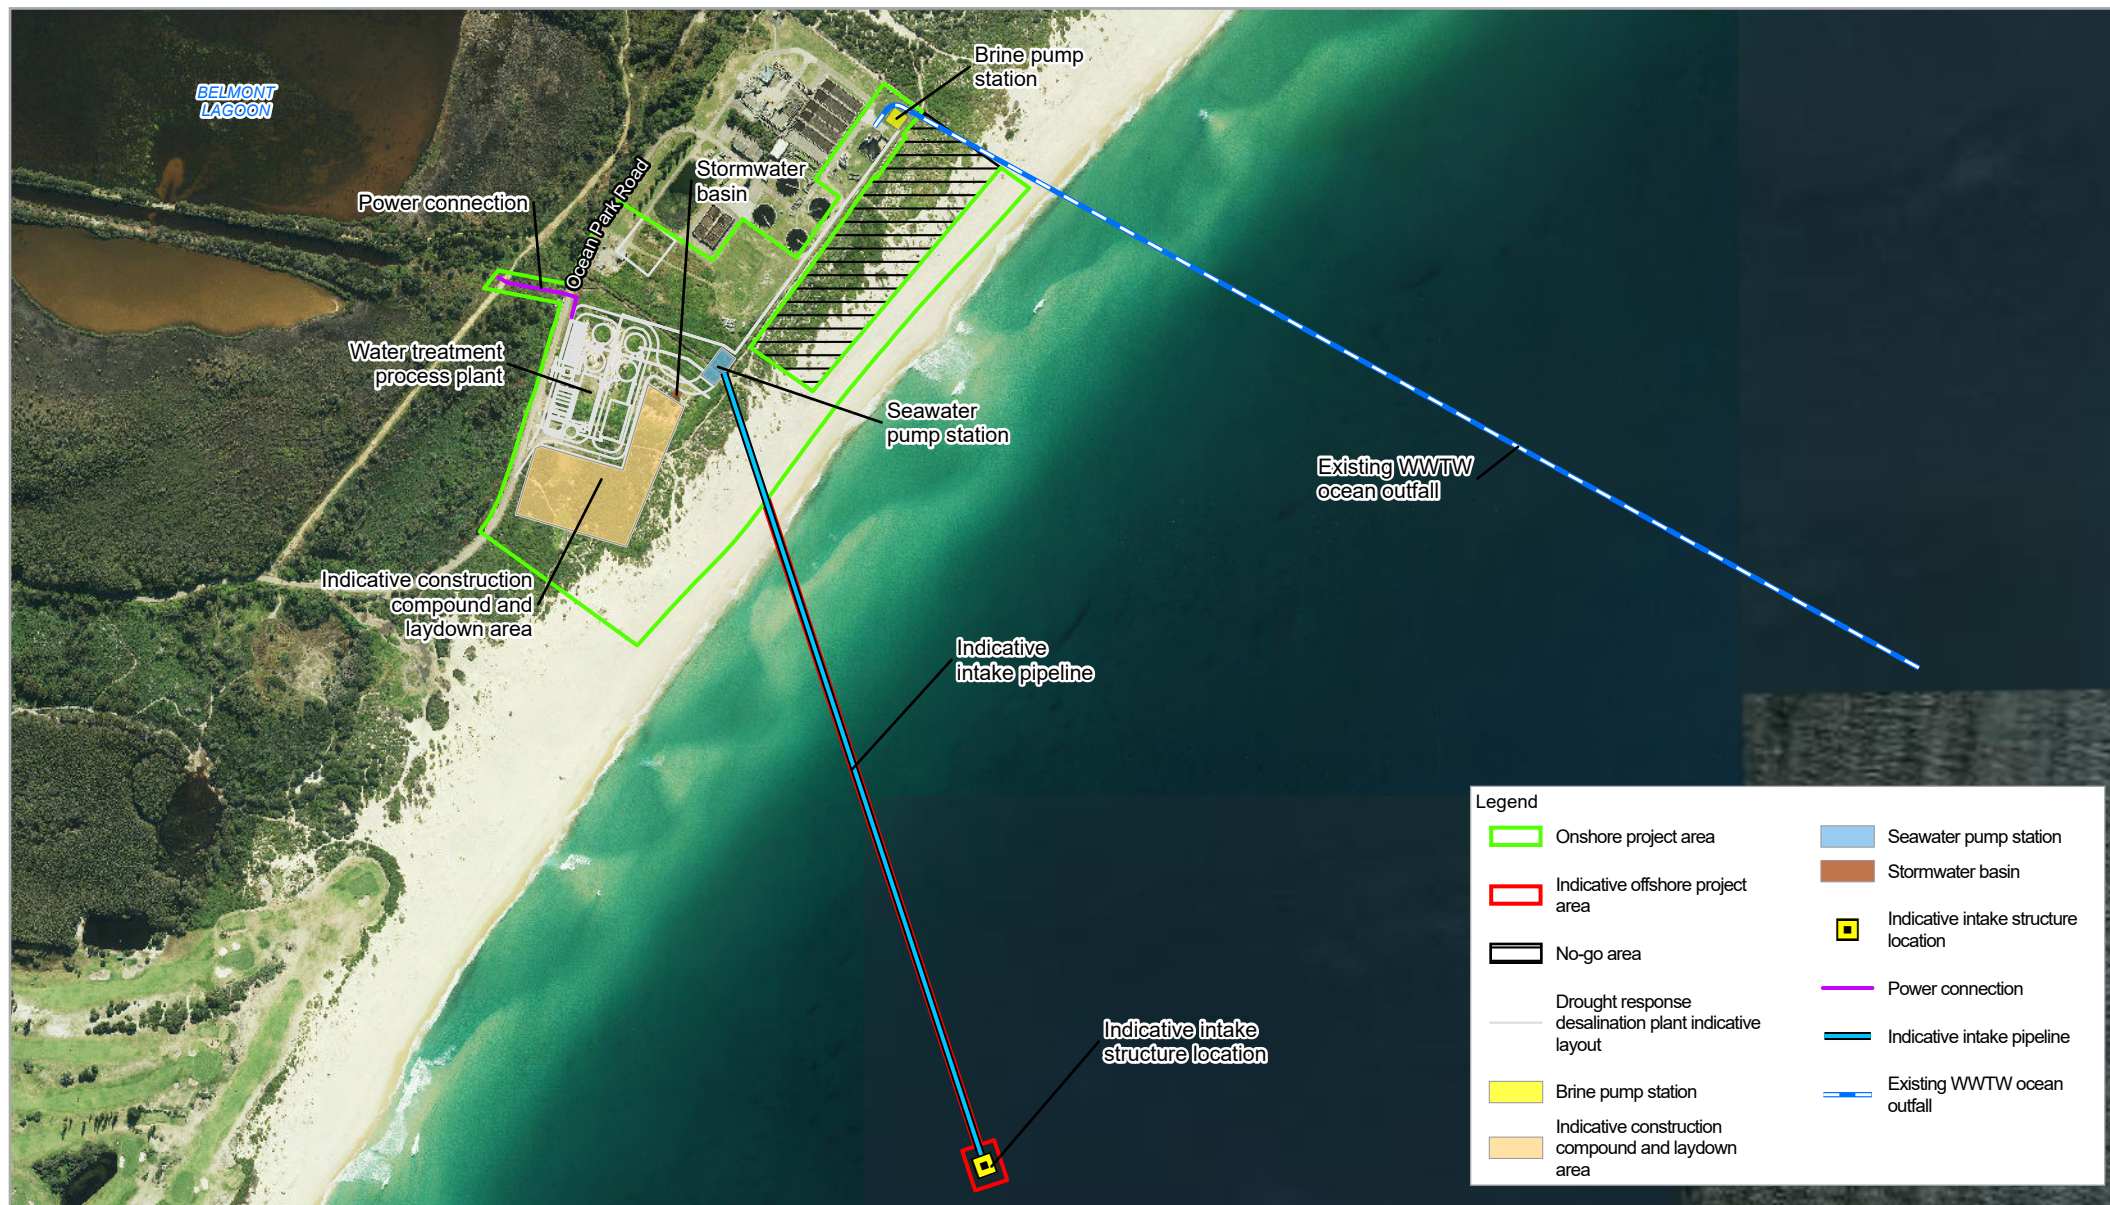 BELMONT
LAGOON
Brine pump
station
Stormwater
basin
Power connection
Ocean Park Road
Water treatment
process plant
Seawater
pump station
Existing WWTW
ocean outfall
Indicative construction
compound and
laydown area
Indicative
intake pipeline
Indicative intake
structure location
Legend
Onshore project area
Indicative offshore project
area
No-go area
Drought response
desalination plant indicative
layout
Brine pump station
Indicative construction
compound and laydown
area
Seawater pump station
Stormwater basin
Indicative intake structure
location
Power connection
Indicative intake pipeline
Existing WWTW ocean
outfall